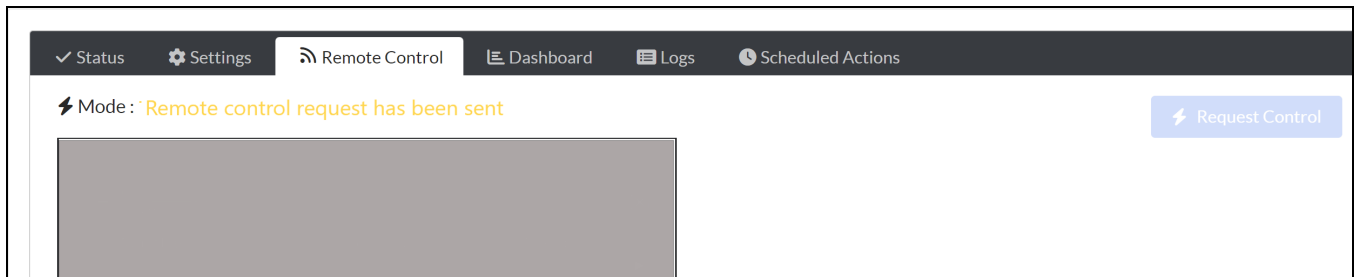 Status Settings Remote Control Dashboard Logs Scheduled Actions
Mode : Remote control request has been sent
Request Control